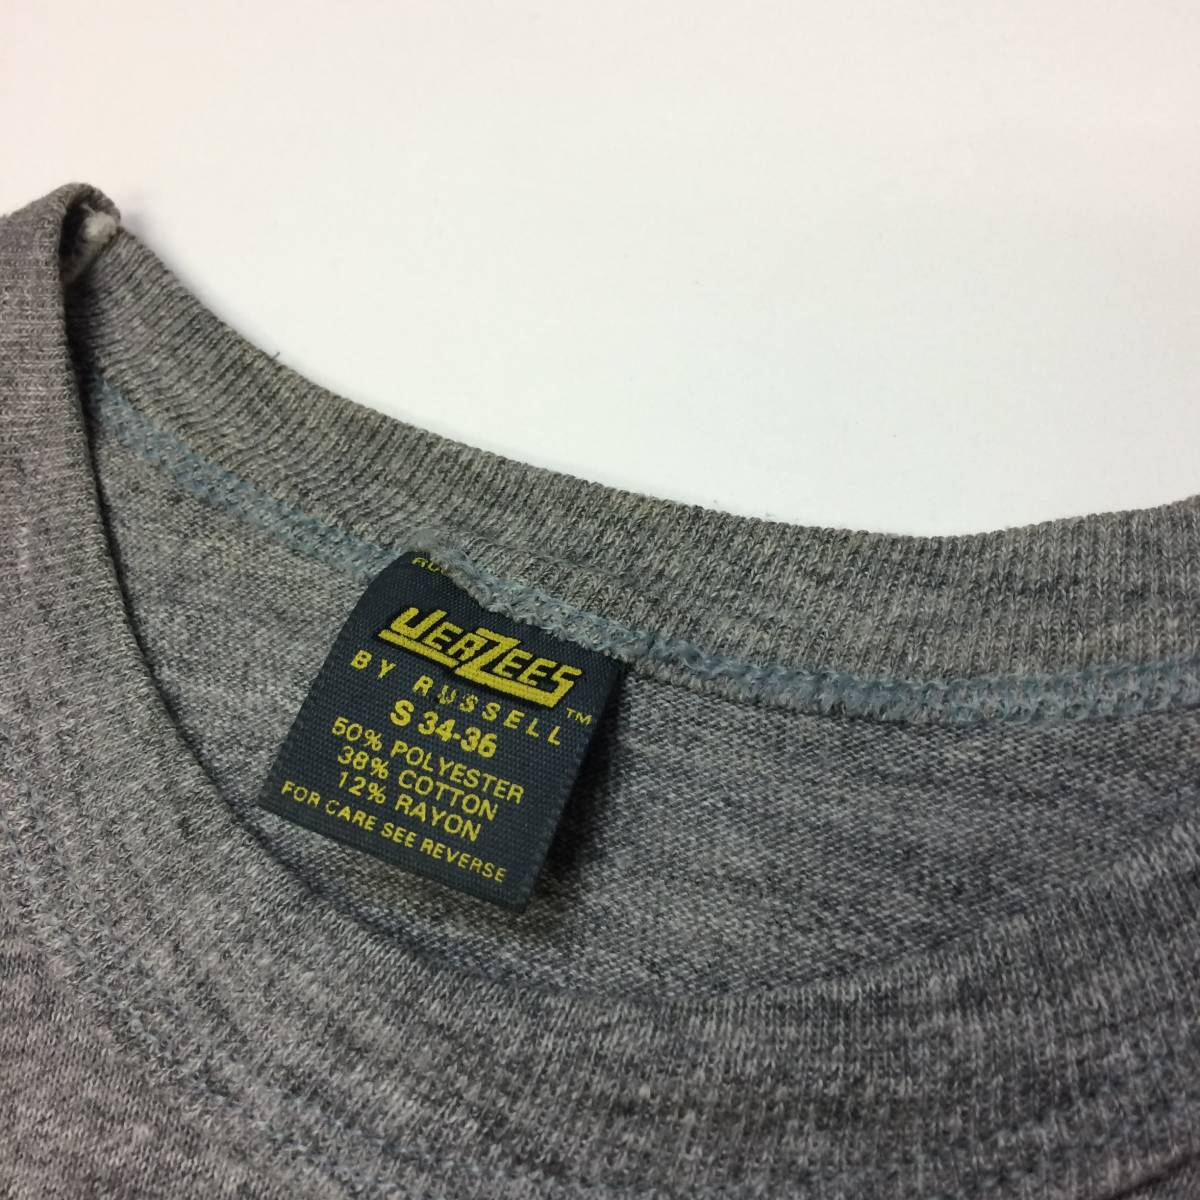 JERZEES
BY RUSSELL™
S 34-36
50% POLYESTER
38% COTTON
12% RAYON
FOR CARE SEE REVERSE